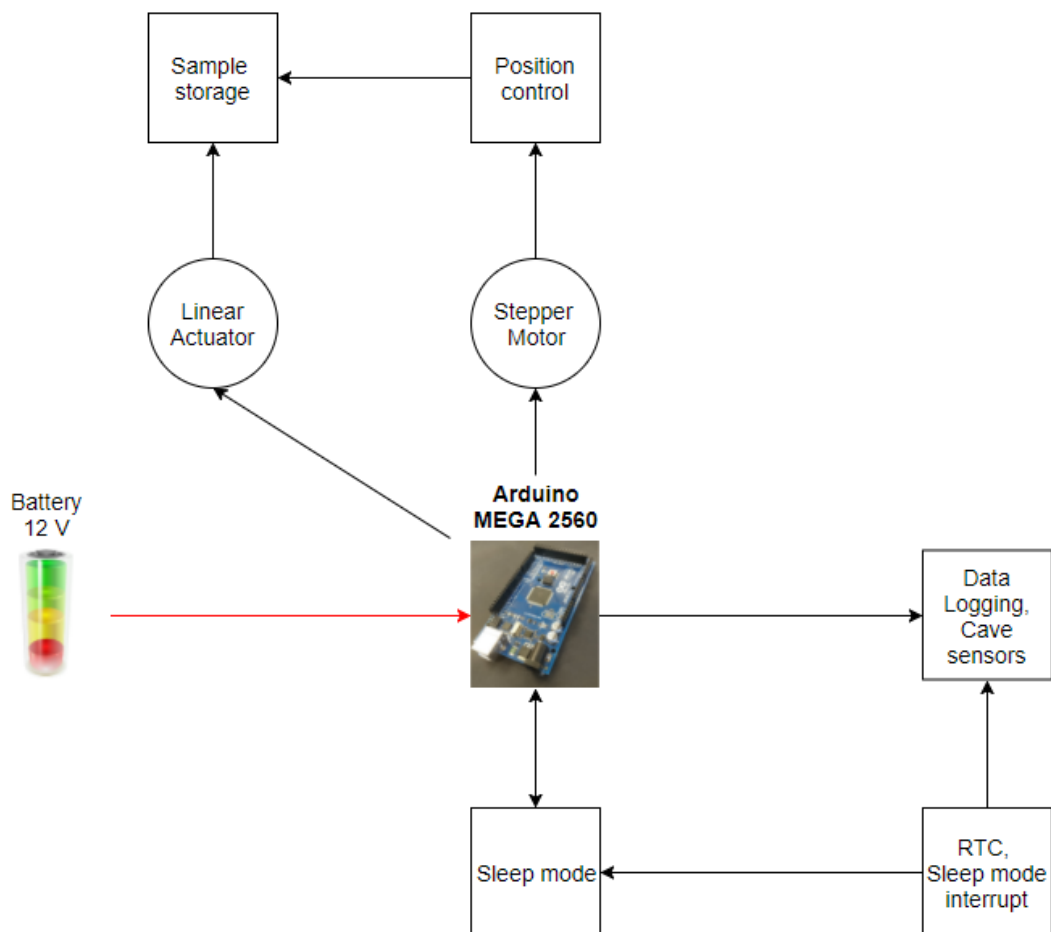 Sample
storage
Position
control
Linear
Actuator
Stepper
Motor
Battery
12 V
Arduino
MEGA 2560
Data
Logging,
Cave
sensors
Sleep mode
RTC,
Sleep mode
interrupt